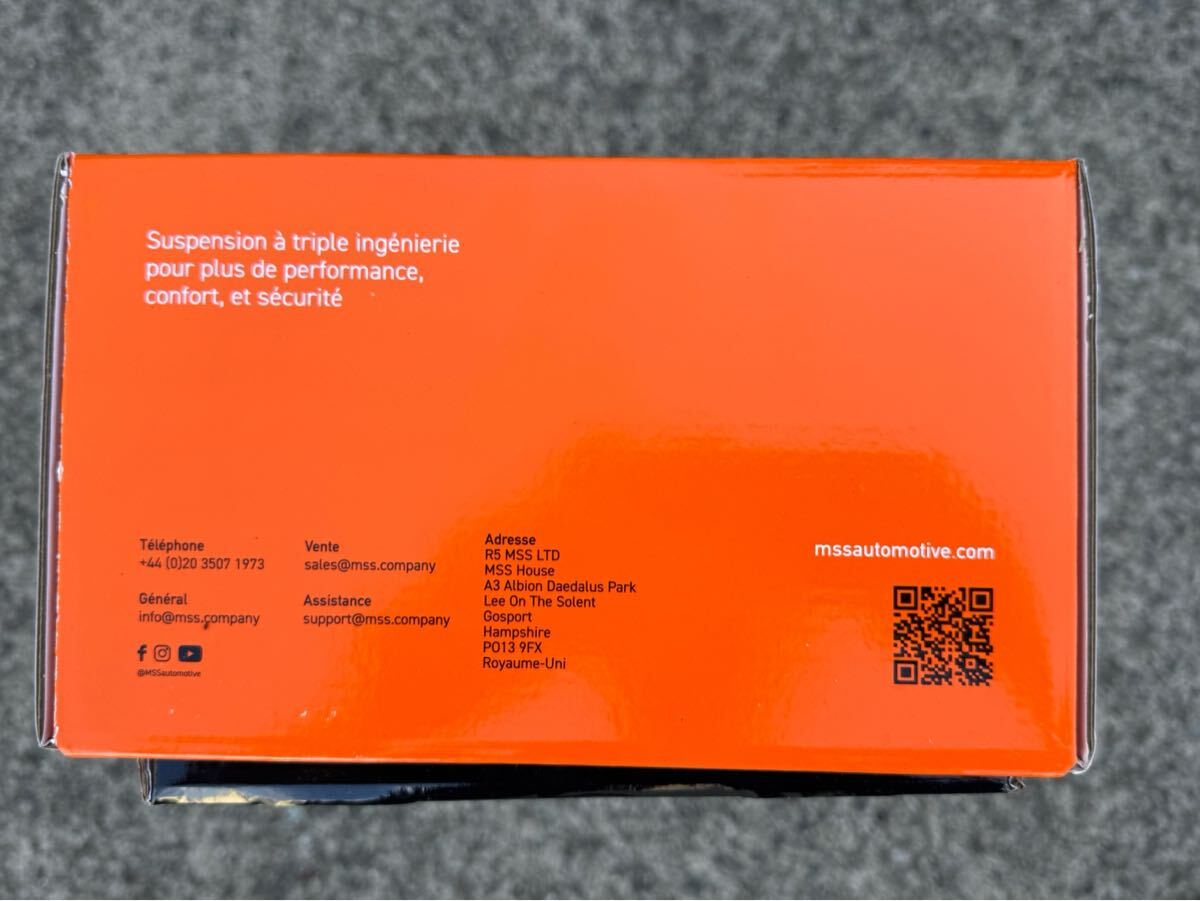 Suspension à triple ingénierie
pour plus de performance,
confort, et sécurité
Téléphone
+44 (0)20 3507 1973
Vente
sales@mss.company
Général
info@mss.company
Assistance
support@mss.company
@MSSautomotive
Adresse
R5 MSS LTD
MSS House
A3 Albion Daedalus Park
Lee On The Solent
Gosport
Hampshire
PO13 9FX
Royaume-Uni
mssautomotive.com